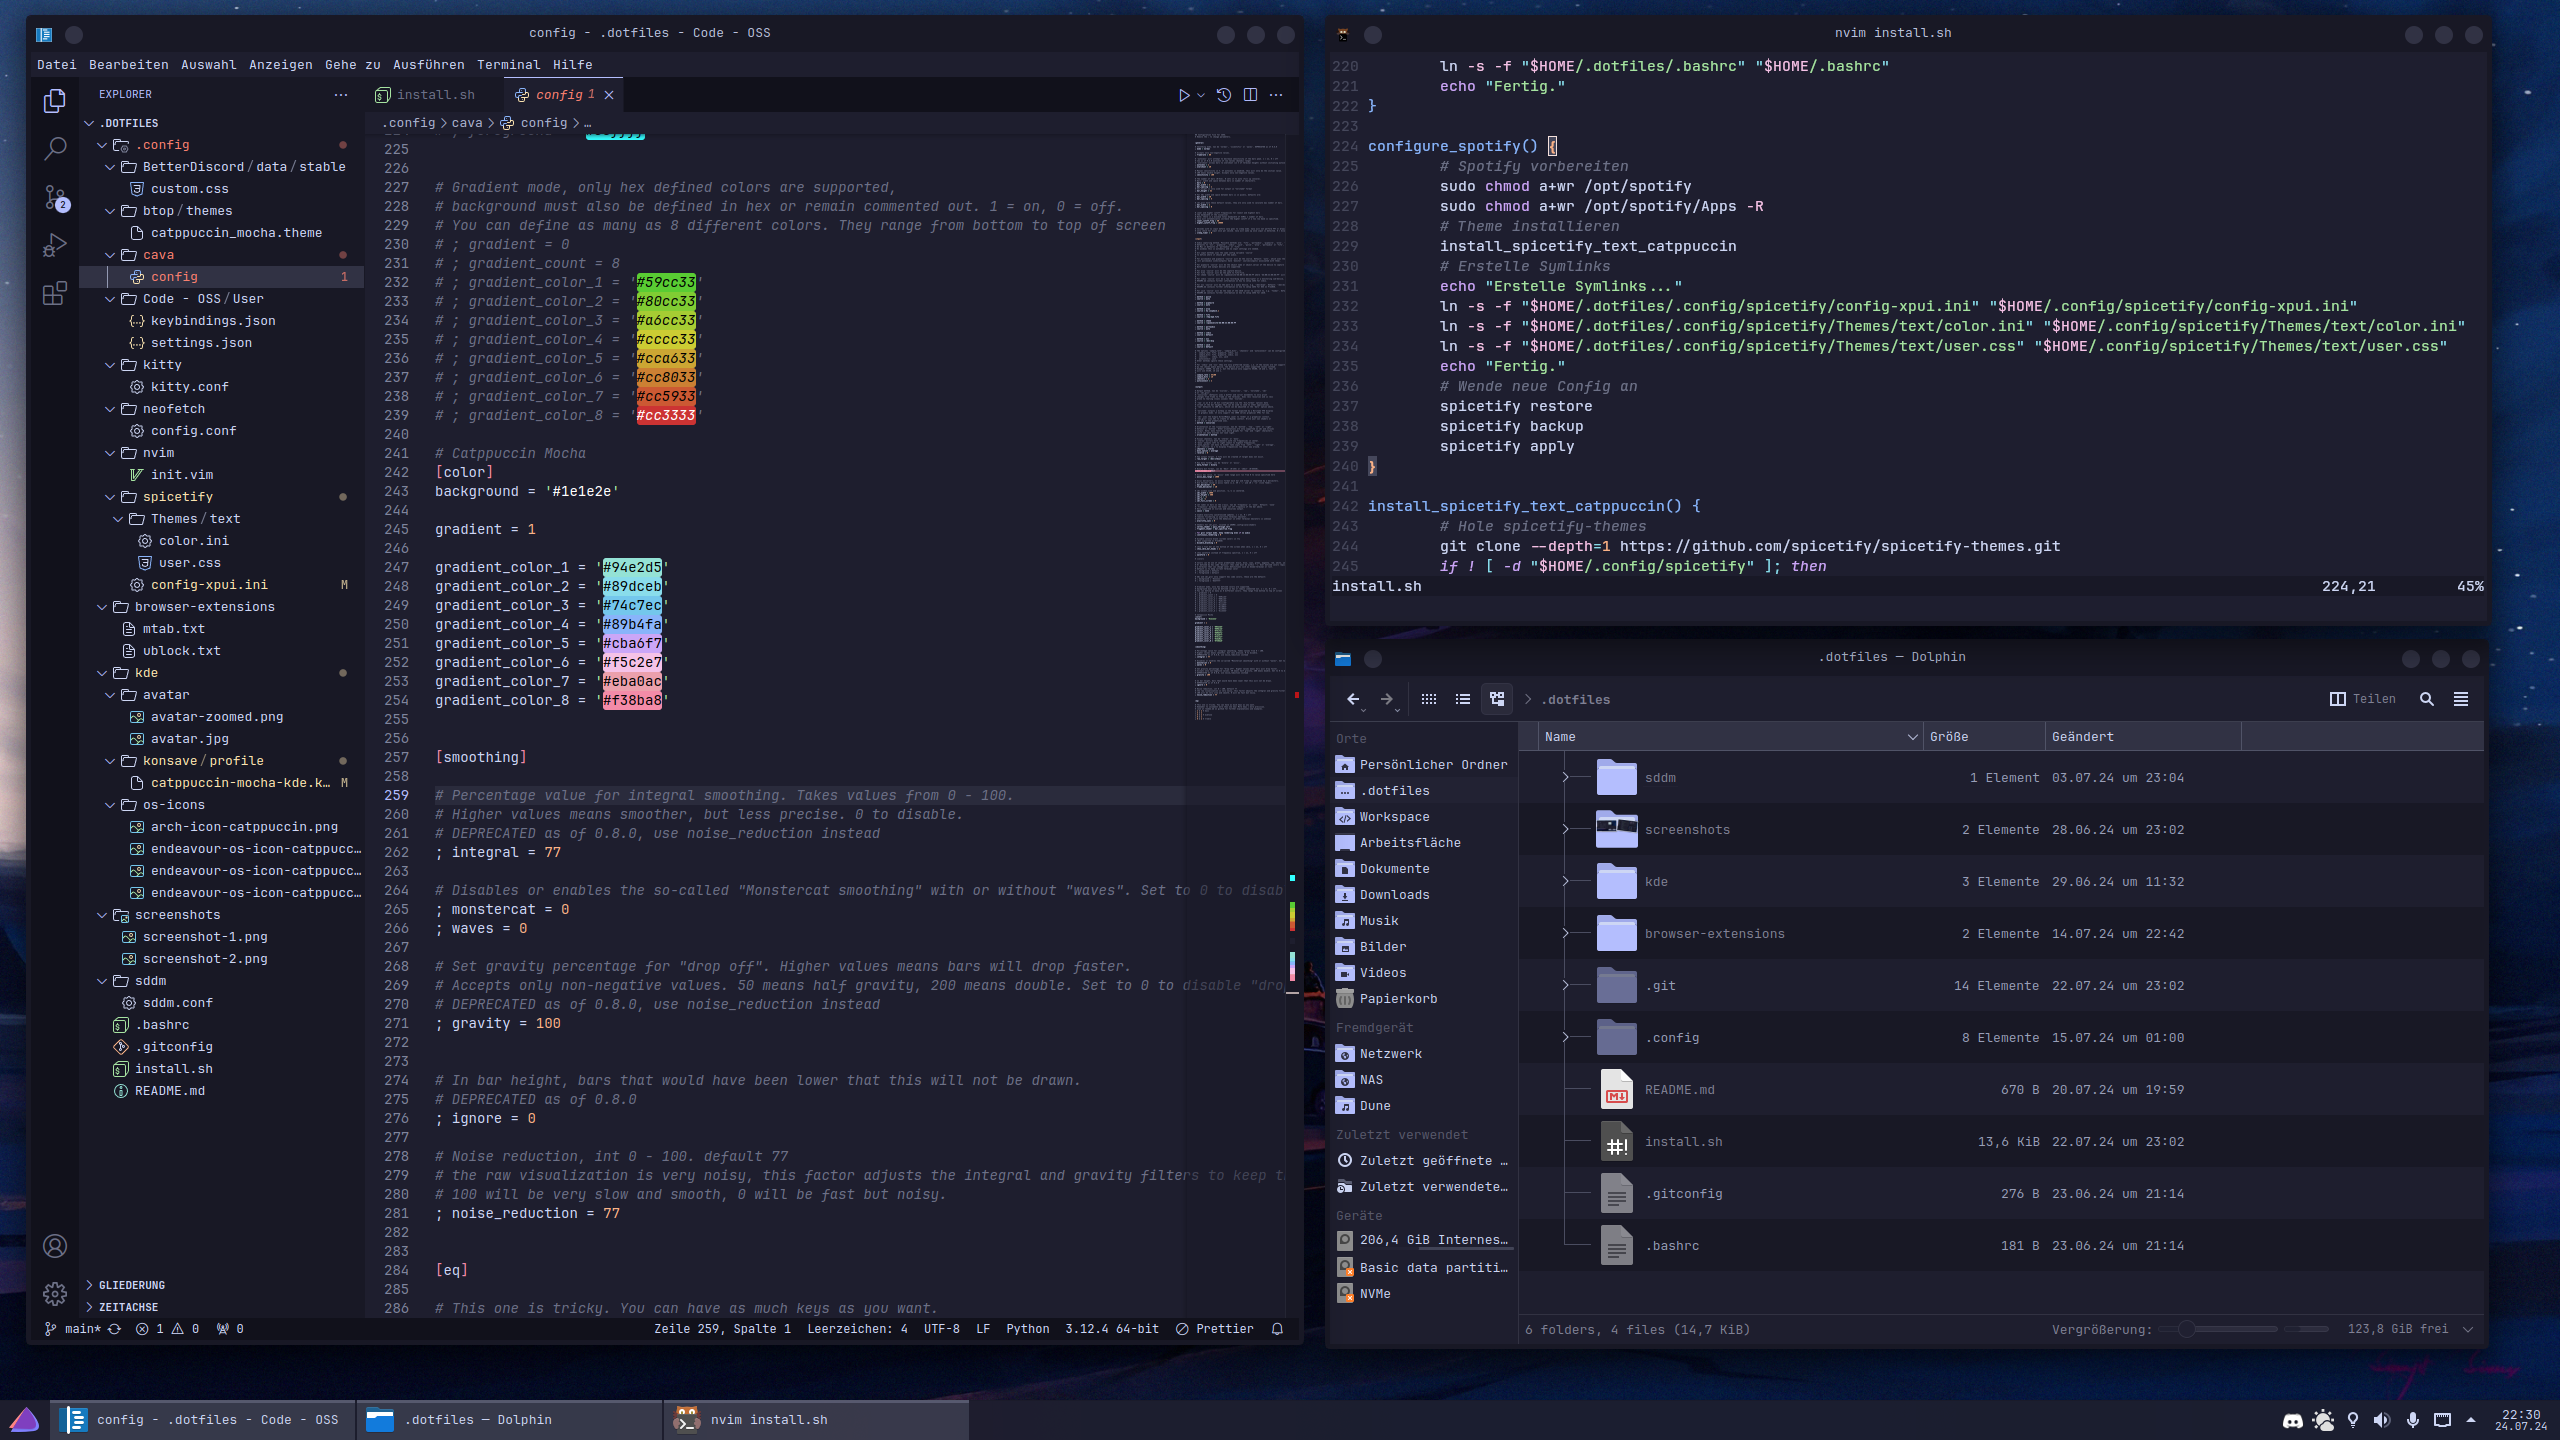 config - .dotfiles - Code - OSS
Datei Bearbeiten Auswahl Anzeigen Gehe zu Ausführen Terminal Hilfe
EXPLORER
.DOTFILES
.config
BetterDiscord / data / stable
custom.css
btop / themes
catppuccin_mocha.theme
cava
config 1
Code - OSS / User
keybindings.json
settings.json
kitty
kitty.conf
neofetch
config.conf
nvim
init.vim
spicetify
Themes / text
color.ini
user.css
config-xpui.ini M
browser-extensions
mtab.txt
ublock.txt
kde
avatar
avatar-zoomed.png
avatar.jpg
konsave / profile
catppuccin-mocha-kde.k... M
os-icons
arch-icon-catppuccin.png
endeavour-os-icon-catppucc...
endeavour-os-icon-catppucc...
endeavour-os-icon-catppucc...
screenshots
screenshot-1.png
screenshot-2.png
sddm
sddm.conf
.bashrc
.gitconfig
install.sh
README.md
GLIEDERUNG
ZEITACHSE
2
install.sh config 1
.config > cava > config > ...
225
226
227 # Gradient mode, only hex defined colors are supported,
228 # background must also be defined in hex or remain commented out. 1 = on, 0 = off.
229 # You can define as many as 8 different colors. They range from bottom to top of screen
230 # ; gradient = 0
231 # ; gradient_count = 8
232 # ; gradient_color_1 = '#59cc33'
233 # ; gradient_color_2 = '#80cc33'
234 # ; gradient_color_3 = '#a6cc33'
235 # ; gradient_color_4 = '#cccc33'
236 # ; gradient_color_5 = '#cca633'
237 # ; gradient_color_6 = '#cc8033'
238 # ; gradient_color_7 = '#cc5933'
239 # ; gradient_color_8 = '#cc3333'
240
241 # Catppuccin Mocha
242 [color]
243 background = '#1e1e2e'
244
245 gradient = 1
246
247 gradient_color_1 = '#94e2d5'
248 gradient_color_2 = '#89dceb'
249 gradient_color_3 = '#74c7ec'
250 gradient_color_4 = '#89b4fa'
251 gradient_color_5 = '#cba6f7'
252 gradient_color_6 = '#f5c2e7'
253 gradient_color_7 = '#eba0ac'
254 gradient_color_8 = '#f38ba8'
255
256
257 [smoothing]
258
259 # Percentage value for integral smoothing. Takes values from 0 - 100.
260 # Higher values means smoother, but less precise. 0 to disable.
261 # DEPRECATED as of 0.8.0, use noise_reduction instead
262 ; integral = 77
263
264 # Disables or enables the so-called "Monstercat smoothing" with or without "waves". Set to 0 to disab
265 ; monstercat = 0
266 ; waves = 0
267
268 # Set gravity percentage for "drop off". Higher values means bars will drop faster.
269 # Accepts only non-negative values. 50 means half gravity, 200 means double. Set to 0 to disable "dro
270 # DEPRECATED as of 0.8.0, use noise_reduction instead
271 ; gravity = 100
272
273
274 # In bar height, bars that would have been lower that this will not be drawn.
275 # DEPRECATED as of 0.8.0
276 ; ignore = 0
277
278 # Noise reduction, int 0 - 100. default 77
279 # the raw visualization is very noisy, this factor adjusts the integral and gravity filters to keep t
280 # 100 will be very slow and smooth, 0 will be fast but noisy.
281 ; noise_reduction = 77
282
283
284 [eq]
285
286 # This one is tricky. You can have as much keys as you want.
main* 1 0 0 Zeile 259, Spalte 1 Leerzeichen: 4 UTF-8 LF Python 3.12.4 64-bit Prettier
nvim install.sh
220 ln -s -f "$HOME/.dotfiles/.bashrc" "$HOME/.bashrc"
221 echo "Fertig."
222 }
223
224 configure_spotify() {
225 # Spotify vorbereiten
226 sudo chmod a+wr /opt/spotify
227 sudo chmod a+wr /opt/spotify/Apps -R
228 # Theme installieren
229 install_spicetify_text_catppuccin
230 # Erstelle Symlinks
231 echo "Erstelle Symlinks..."
232 ln -s -f "$HOME/.dotfiles/.config/spicetify/config-xpui.ini" "$HOME/.config/spicetify/config-xpui.ini"
233 ln -s -f "$HOME/.dotfiles/.config/spicetify/Themes/text/color.ini" "$HOME/.config/spicetify/Themes/text/color.ini"
234 ln -s -f "$HOME/.dotfiles/.config/spicetify/Themes/text/user.css" "$HOME/.config/spicetify/Themes/text/user.css"
235 echo "Fertig."
236 # Wende neue Config an
237 spicetify restore
238 spicetify backup
239 spicetify apply
240 }
241
242 install_spicetify_text_catppuccin() {
243 # Hole spicetify-themes
244 git clone --depth=1 https://github.com/spicetify/spicetify-themes.git
245 if ! [ -d "$HOME/.config/spicetify" ]; then
install.sh 224,21 45%
.dotfiles — Dolphin
> .dotfiles Teilen
Orte
Persönlicher Ordner
.dotfiles
Workspace
Arbeitsfläche
Dokumente
Downloads
Musik
Bilder
Videos
Papierkorb
Fremdgerät
Netzwerk
NAS
Dune
Zuletzt verwendet
Zuletzt geöffnete ...
Zuletzt verwendete...
Geräte
206,4 GiB Internes...
Basic data partiti...
NVMe
Name Größe Geändert
sddm 1 Element 03.07.24 um 23:04
screenshots 2 Elemente 28.06.24 um 23:02
kde 3 Elemente 29.06.24 um 11:32
browser-extensions 2 Elemente 14.07.24 um 22:42
.git 14 Elemente 22.07.24 um 23:02
.config 8 Elemente 15.07.24 um 01:00
README.md 670 B 20.07.24 um 19:59
install.sh 13,6 KiB 22.07.24 um 23:02
.gitconfig 276 B 23.06.24 um 21:14
.bashrc 181 B 23.06.24 um 21:14
6 folders, 4 files (14,7 KiB) Vergrößerung: 123,8 GiB frei
config - .dotfiles - Code - OSS .dotfiles — Dolphin nvim install.sh 22:30
24.07.24